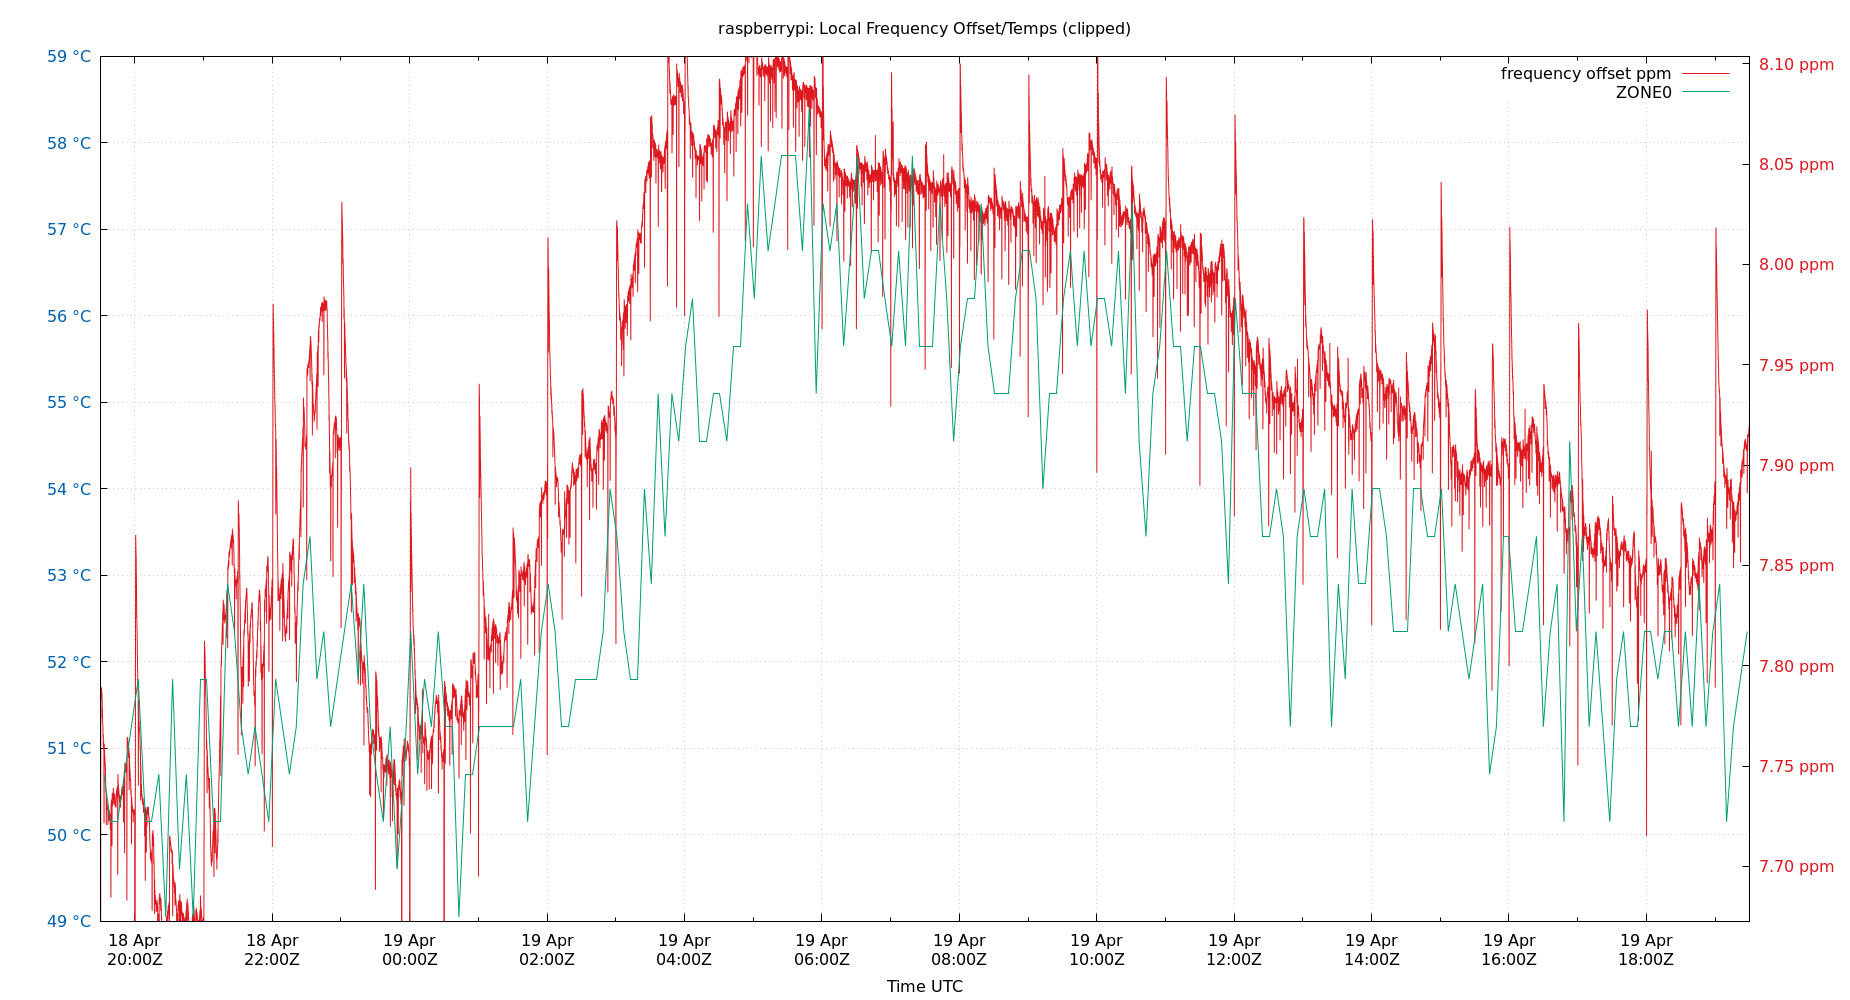 raspberrypi: Local Frequency Offset/Temps (clipped)
59 °C
58 °C
57 °C
56 °C
55 °C
54 °C
53 °C
52 °C
51 °C
50 °C
49 °C
frequency offset ppm
ZONE0
8.10 ppm
8.05 ppm
8.00 ppm
7.95 ppm
7.90 ppm
7.85 ppm
7.80 ppm
7.75 ppm
7.70 ppm
18 Apr 18 Apr 19 Apr 19 Apr 19 Apr 19 Apr 19 Apr 19 Apr 19 Apr 19 Apr 19 Apr 19 Apr
20:00Z 22:00Z 00:00Z 02:00Z 04:00Z 06:00Z 08:00Z 10:00Z 12:00Z 14:00Z 16:00Z 18:00Z
Time UTC